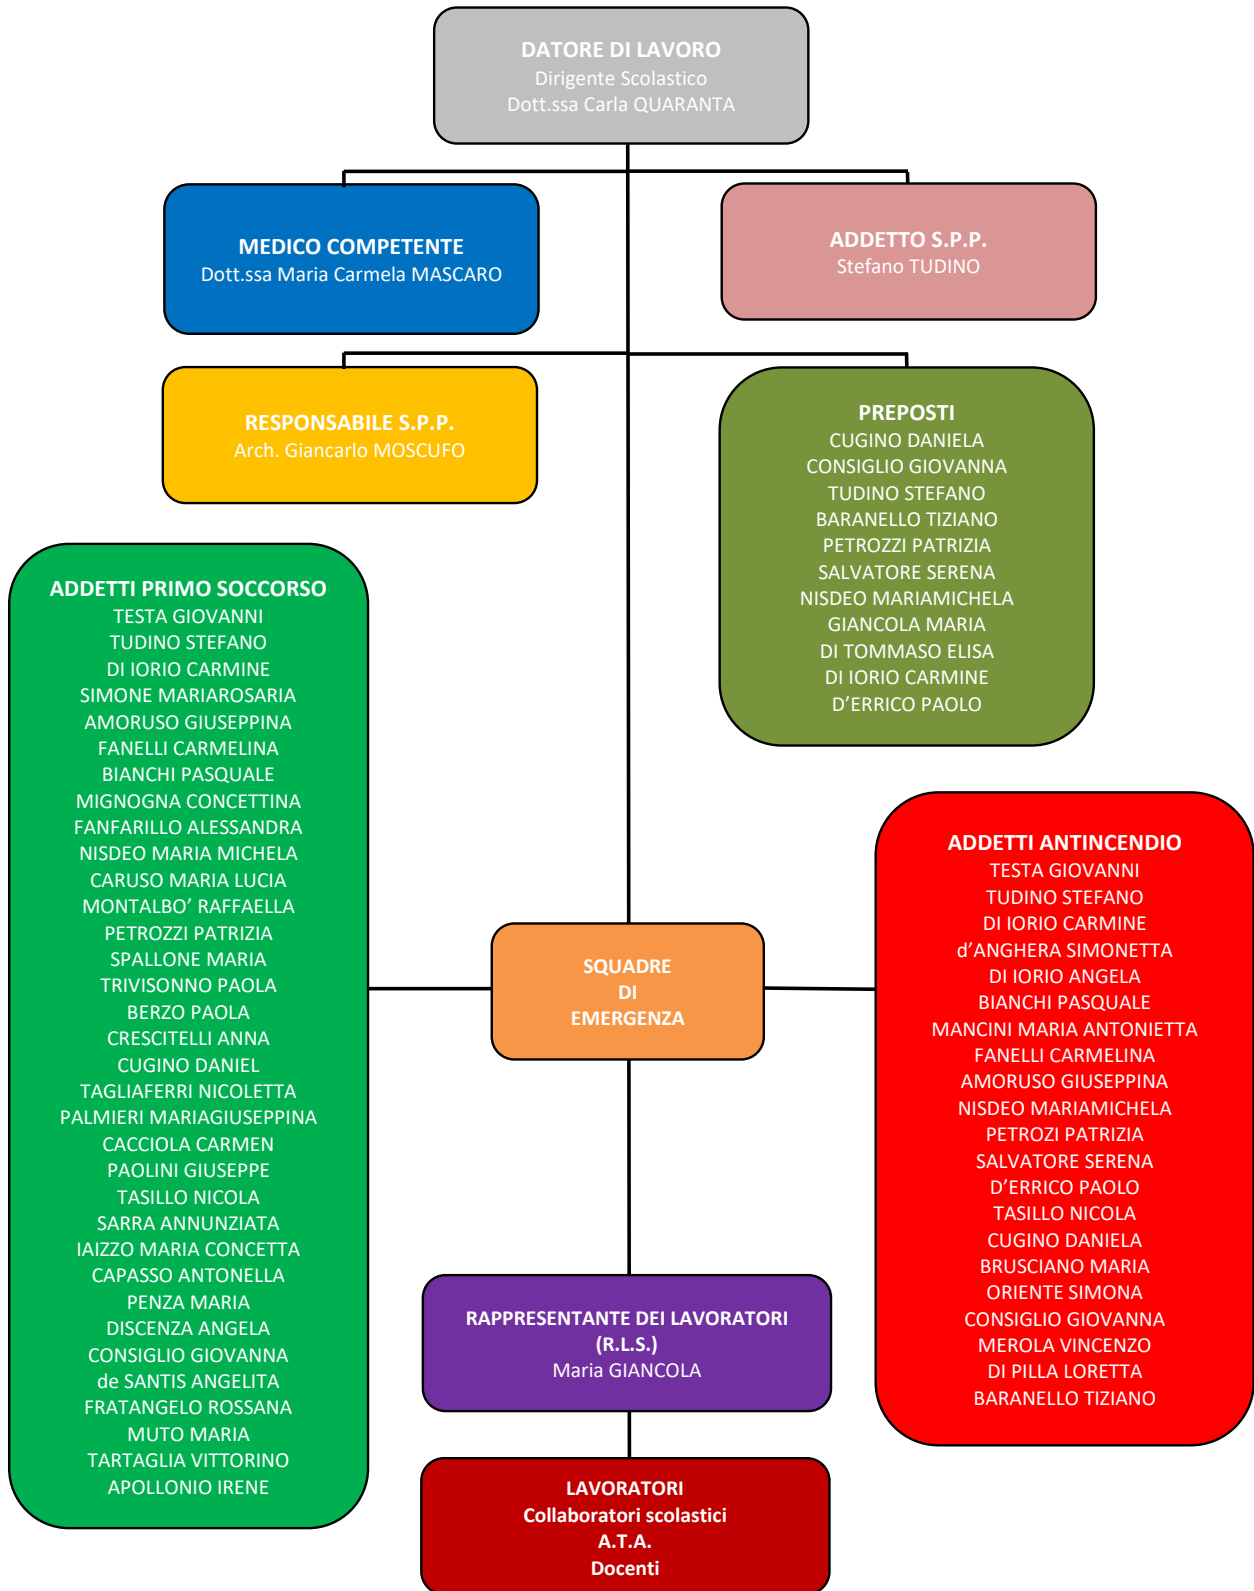 DATORE DI LAVORO
Dirigente Scolastico
Dott.ssa Carla QUARANTA
MEDICO COMPETENTE
Dott.ssa Maria Carmela MASCARO
ADDETTO S.P.P.
Stefano TUDINO
RESPONSABILE S.P.P.
Arch. Giancarlo MOSCUFO
PREPOSTI
CUGINO DANIELA
CONSIGLIO GIOVANNA
TUDINO STEFANO
BARANELLO TIZIANO
PETROZZI PATRIZIA
SALVATORE SERENA
NISDEO MARIAMICHELA
GIANCOLA MARIA
DI TOMMASO ELISA
DI IORIO CARMINE
D'ERRICO PAOLO
ADDETTI PRIMO SOCCORSO
TESTA GIOVANNI
TUDINO STEFANO
DI IORIO CARMINE
SIMONE MARIAROSARIA
AMORUSO GIUSEPPINA
FANELLI CARMELINA
BIANCHI PASQUALE
MIGNOGNA CONCETTINA
FANFARILLO ALESSANDRA
NISDEO MARIA MICHELA
CARUSO MARIA LUCIA
MONTALBO' RAFFAELLA
PETROZZI PATRIZIA
SPALLONE MARIA
TRIVISONNO PAOLA
BERZO PAOLA
CRESCITELLI ANNA
CUGINO DANIEL
TAGLIAFERRI NICOLETTA
PALMIERI MARIAGIUSEPPINA
CACCIOLA CARMEN
PAOLINI GIUSEPPE
TASILLO NICOLA
SARRA ANNUNZIATA
IAIZZO MARIA CONCETTA
CAPASSO ANTONELLA
PENZA MARIA
DISCENZA ANGELA
CONSIGLIO GIOVANNA
de SANTIS ANGELITA
FRATANGELO ROSSANA
MUTO MARIA
TARTAGLIA VITTORINO
APOLLONIO IRENE
SQUADRE
DI
EMERGENZA
ADDETTI ANTINCENDIO
TESTA GIOVANNI
TUDINO STEFANO
DI IORIO CARMINE
d'ANGHERA SIMONETTA
DI IORIO ANGELA
BIANCHI PASQUALE
MANCINI MARIA ANTONIETTA
FANELLI CARMELINA
AMORUSO GIUSEPPINA
NISDEO MARIAMICHELA
PETROZI PATRIZIA
SALVATORE SERENA
D'ERRICO PAOLO
TASILLO NICOLA
CUGINO DANIELA
BRUSCIANO MARIA
ORIENTE SIMONA
CONSIGLIO GIOVANNA
MEROLA VINCENZO
DI PILLA LORETTA
BARANELLO TIZIANO
RAPPRESENTANTE DEI LAVORATORI
(R.L.S.)
Maria GIANCOLA
LAVORATORI
Collaboratori scolastici
A.T.A.
Docenti